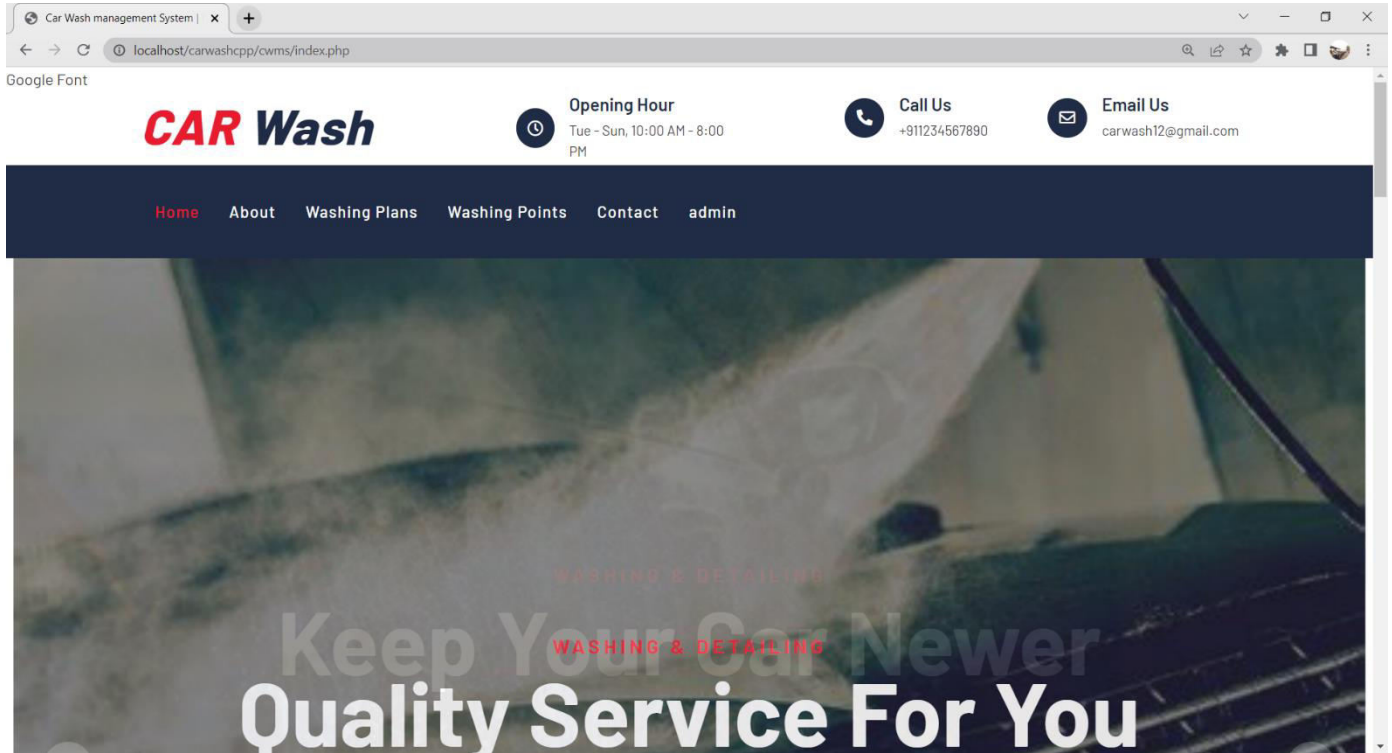 Car Wash management System |
localhost/carwashcpp/cwms/index.php
Google Font
CAR Wash
Opening Hour
Tue - Sun, 10:00 AM - 8:00
PM
Call Us
+911234567890
Email Us
carwash12@gmail.com
Home About Washing Plans Washing Points Contact admin
WASHING & DETAILING
Keep Your Car Newer
WASHING & DETAILING
Quality Service For You